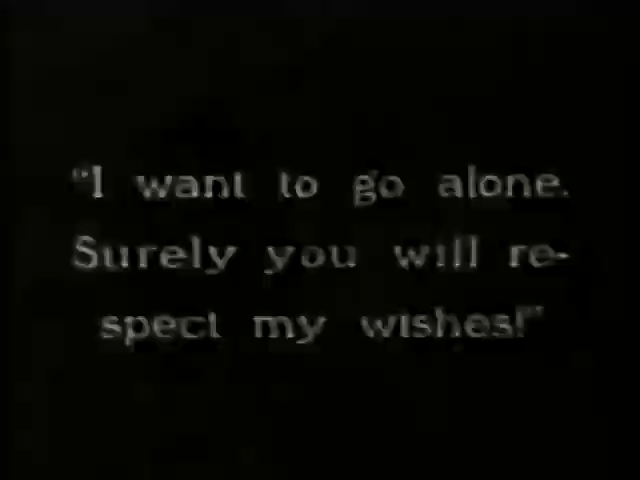 "I want to go alone.
Surely you will re-
spect my wishes!"